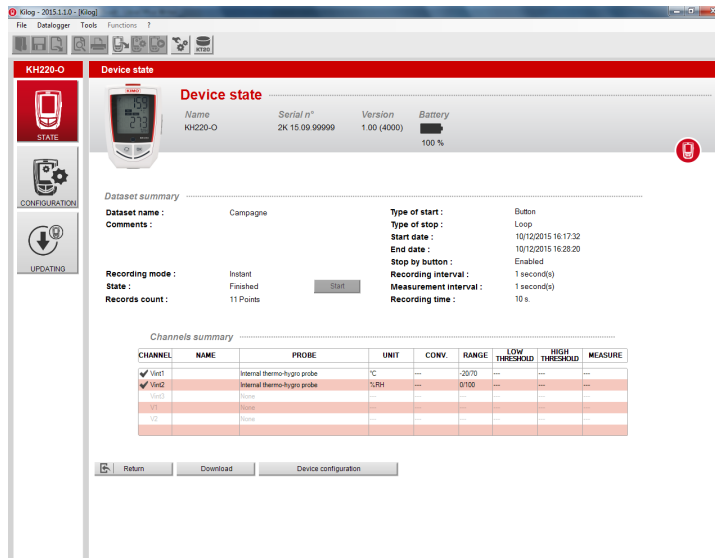 Kilog - 2015.1.1.0 - [Kilog]
File Datalogger Tools Functions ?
KT20
KH220-O Device state
KIMO
Device state
Name Serial n° Version Battery
KH220-O 2K 15.09.99999 1.00 (4000)
100 %
STATE
CONFIGURATION
UPDATING
Dataset summary
Dataset name : Campagne Type of start : Button
Comments : Type of stop : Loop
Start date : 10/12/2015 16:17:32
End date : 10/12/2015 16:28:20
Stop by button : Enabled
Recording mode : Instant Recording interval : 1 second(s)
State : Finished Start Measurement interval : 1 second(s)
Records count : 11 Points Recording time : 10 s.
Channels summary
CHANNEL NAME PROBE UNIT CONV. RANGE LOW THRESHOLD HIGH THRESHOLD MEASURE
Vint1 Internal thermo-hygro probe °C --- -20/70 --- --- ---
Vint2 Internal thermo-hygro probe %RH --- 0/100 --- --- ---
Vint3 None --- --- --- --- --- ---
V1 None --- --- --- --- --- ---
V2 None --- --- --- --- --- ---
Return Download Device configuration